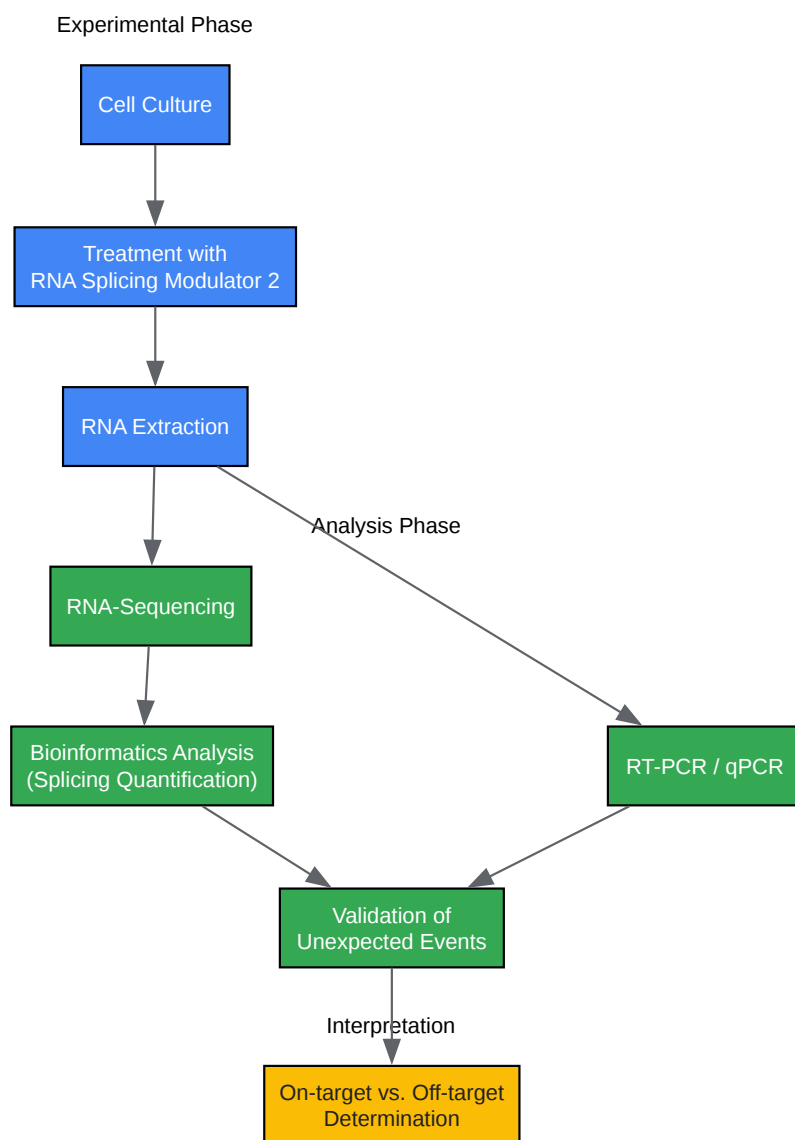 Experimental Phase
Cell Culture
Treatment with
RNA Splicing Modulator 2
RNA Extraction
Analysis Phase
RNA-Sequencing
Bioinformatics Analysis
(Splicing Quantification)
RT-PCR / qPCR
Validation of
Unexpected Events
Interpretation
On-target vs. Off-target
Determination